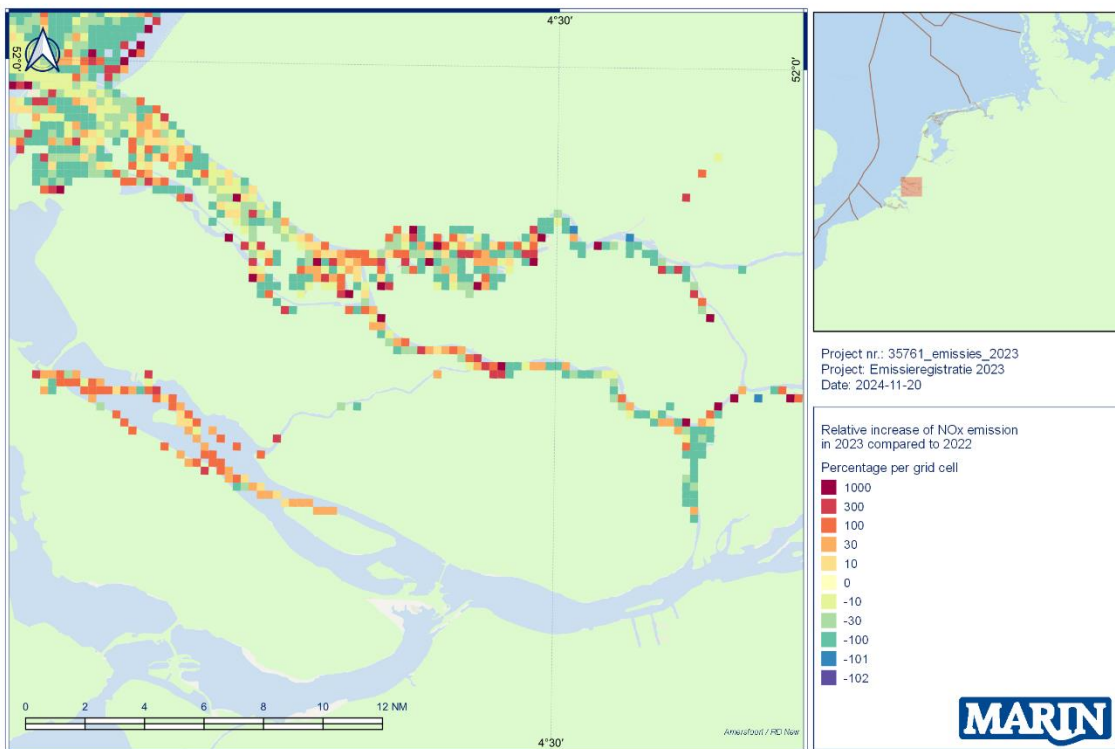 4°30'
52°0'
52°0'
0 2 4 6 8 10 12 NM
Amersfoort / RD New
4°30'
Project nr.: 35761_emissies_2023
Project: Emissieregistratie 2023
Date: 2024-11-20
Relative increase of NOx emission
in 2023 compared to 2022
Percentage per grid cell
1000
300
100
30
10
0
-10
-30
-100
-101
-102
MARIN